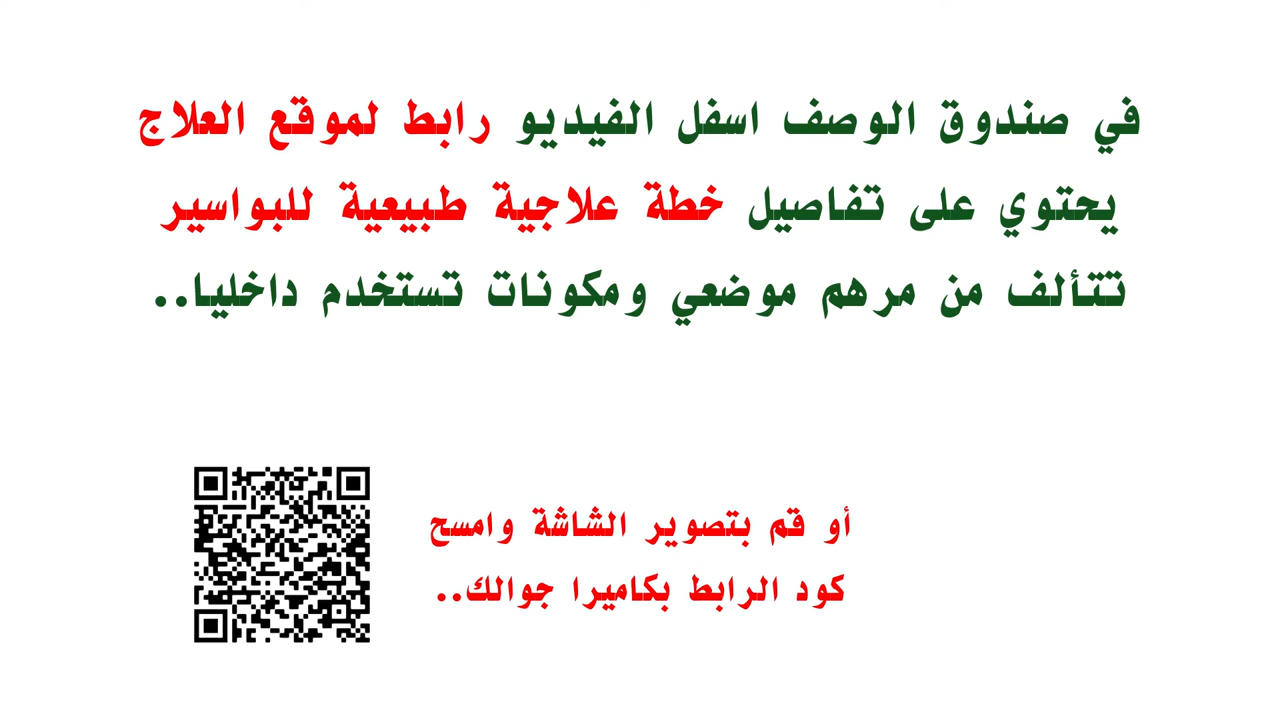 في صندوق الوصف اسفل الفيديو رابط لموقع العلاج
يحتوي على تفاصيل خطة علاجية طبيعية للبواسير
تتألف من مرهم موضعي ومكونات تستخدم داخليا..
أو قم بتصوير الشاشة وامسح
كود الرابط بكاميرا جوالك..